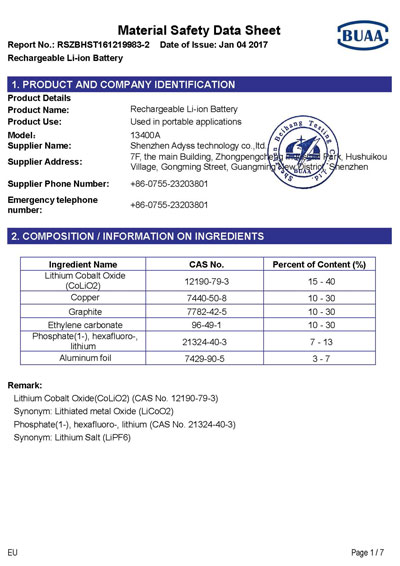 Material Safety Data Sheet
BUAA
Report No.: RSZBHST161219983-2 Date of Issue: Jan 04 2017
Rechargeable Li-ion Battery
1. PRODUCT AND COMPANY IDENTIFICATION
Product Details
Product Name: Rechargeable Li-ion Battery
Product Use: Used in portable applications
Model: 13400A
Supplier Name: Shenzhen Adyss technology co.,ltd.
Supplier Address: 7F, the main Building, Zhongpengcheng Park, Hushuikou
Village, Gongming Street, Guangming New District, Shenzhen
Supplier Phone Number: +86-0755-23203801
Emergency telephone
number: +86-0755-23203801
Beihang Testing
BUAA
2. COMPOSITION / INFORMATION ON INGREDIENTS
Ingredient Name CAS No. Percent of Content (%)
Lithium Cobalt Oxide
(CoLiO2) 12190-79-3 15 - 40
Copper 7440-50-8 10 - 30
Graphite 7782-42-5 10 - 30
Ethylene carbonate 96-49-1 10 - 30
Phosphate(1-), hexafluoro-,
lithium 21324-40-3 7 - 13
Aluminum foil 7429-90-5 3 - 7
Remark:
Lithium Cobalt Oxide(CoLiO2) (CAS No. 12190-79-3)
Synonym: Lithiated metal Oxide (LiCoO2)
Phosphate(1-), hexafluoro-, lithium (CAS No. 21324-40-3)
Synonym: Lithium Salt (LiPF6)
EU Page 1 / 7